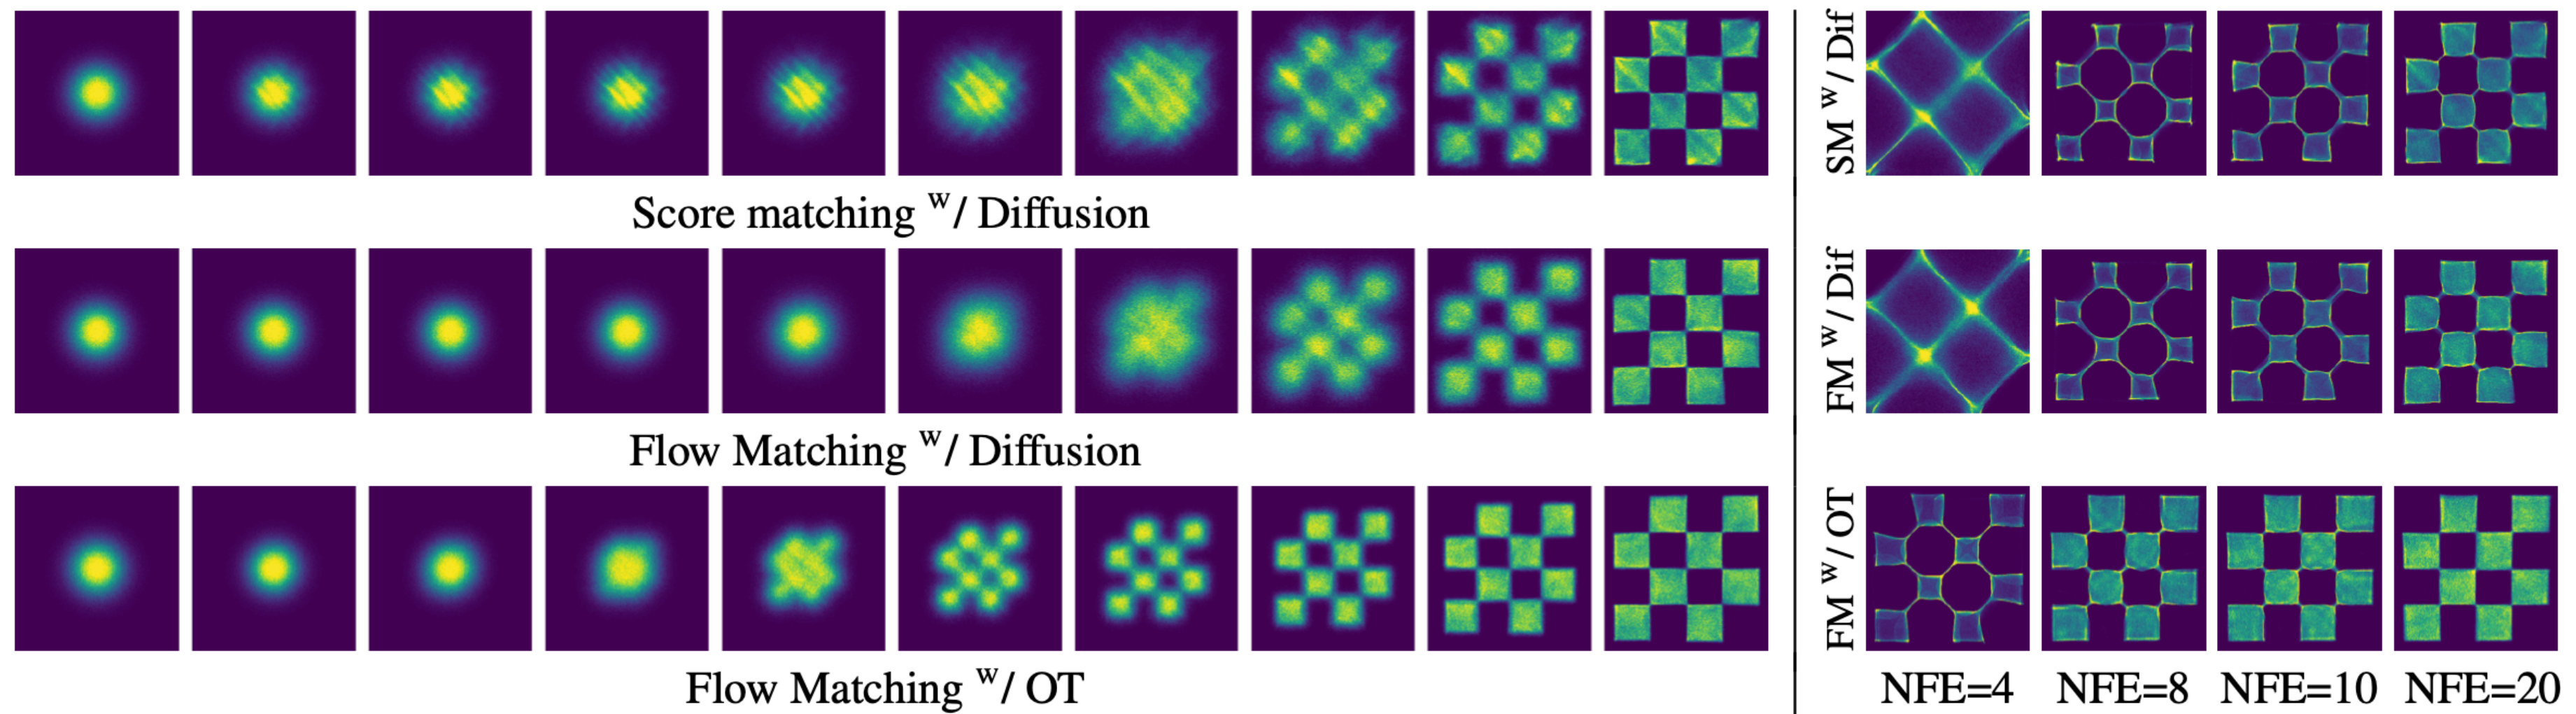 Score matching w/ Diffusion
Flow Matching w/ Diffusion
Flow Matching w/ OT
SM w/ Dif
FM w/ Dif
FM w/ OT
NFE=4 NFE=8 NFE=10 NFE=20